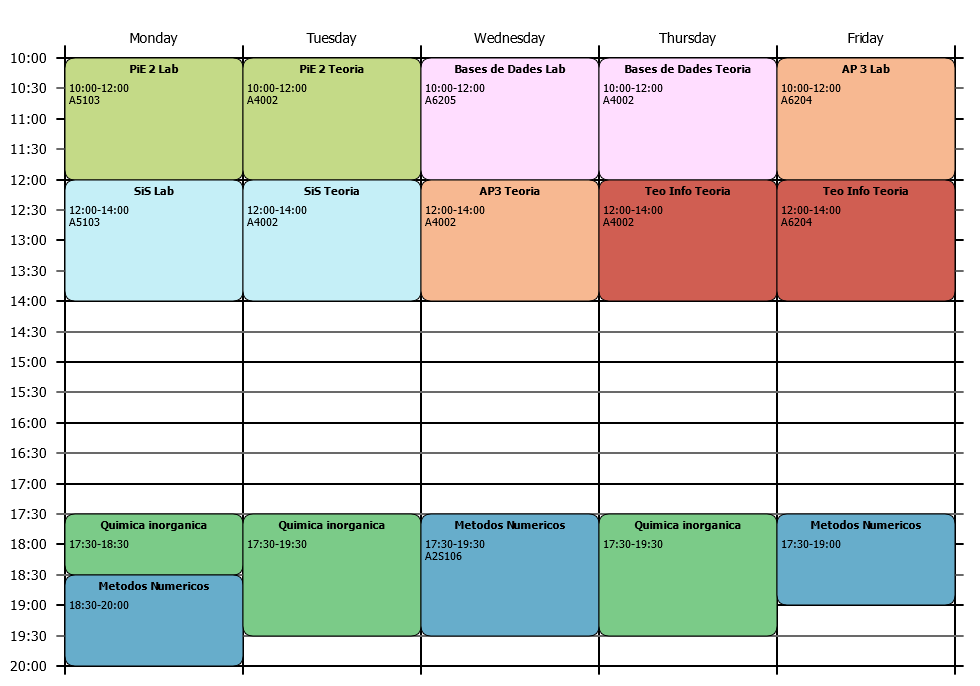 Monday Tuesday Wednesday Thursday Friday
10:00
PiE 2 Lab
10:00-12:00
A5103
PiE 2 Teoria
10:00-12:00
A4002
Bases de Dades Lab
10:00-12:00
A6205
Bases de Dades Teoria
10:00-12:00
A4002
AP 3 Lab
10:00-12:00
A6204
10:30
11:00
11:30
12:00
SiS Lab
12:00-14:00
A5103
SiS Teoria
12:00-14:00
A4002
AP3 Teoria
12:00-14:00
A4002
Teo Info Teoria
12:00-14:00
A4002
Teo Info Teoria
12:00-14:00
A6204
12:30
13:00
13:30
14:00
14:30
15:00
15:30
16:00
16:30
17:00
17:30
Quimica inorganica
17:30-18:30
Quimica inorganica
17:30-19:30
Metodos Numericos
17:30-19:30
A2S106
Quimica inorganica
17:30-19:30
Metodos Numericos
17:30-19:00
18:00
18:30
Metodos Numericos
18:30-20:00
19:00
19:30
20:00